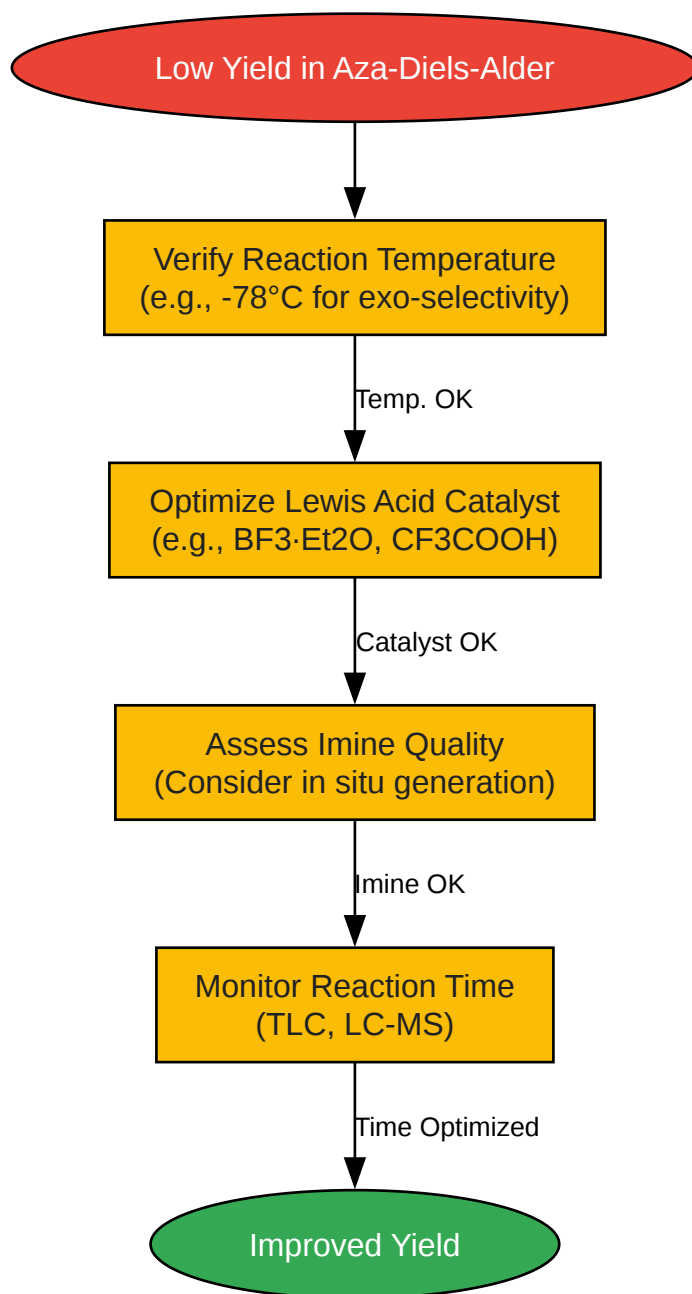 Low Yield in Aza-Diels-Alder
Verify Reaction Temperature
(e.g., -78°C for exo-selectivity)
Temp. OK
Optimize Lewis Acid Catalyst
(e.g., BF3·Et2O, CF3COOH)
Catalyst OK
Assess Imine Quality
(Consider in situ generation)
Imine OK
Monitor Reaction Time
(TLC, LC-MS)
Time Optimized
Improved Yield